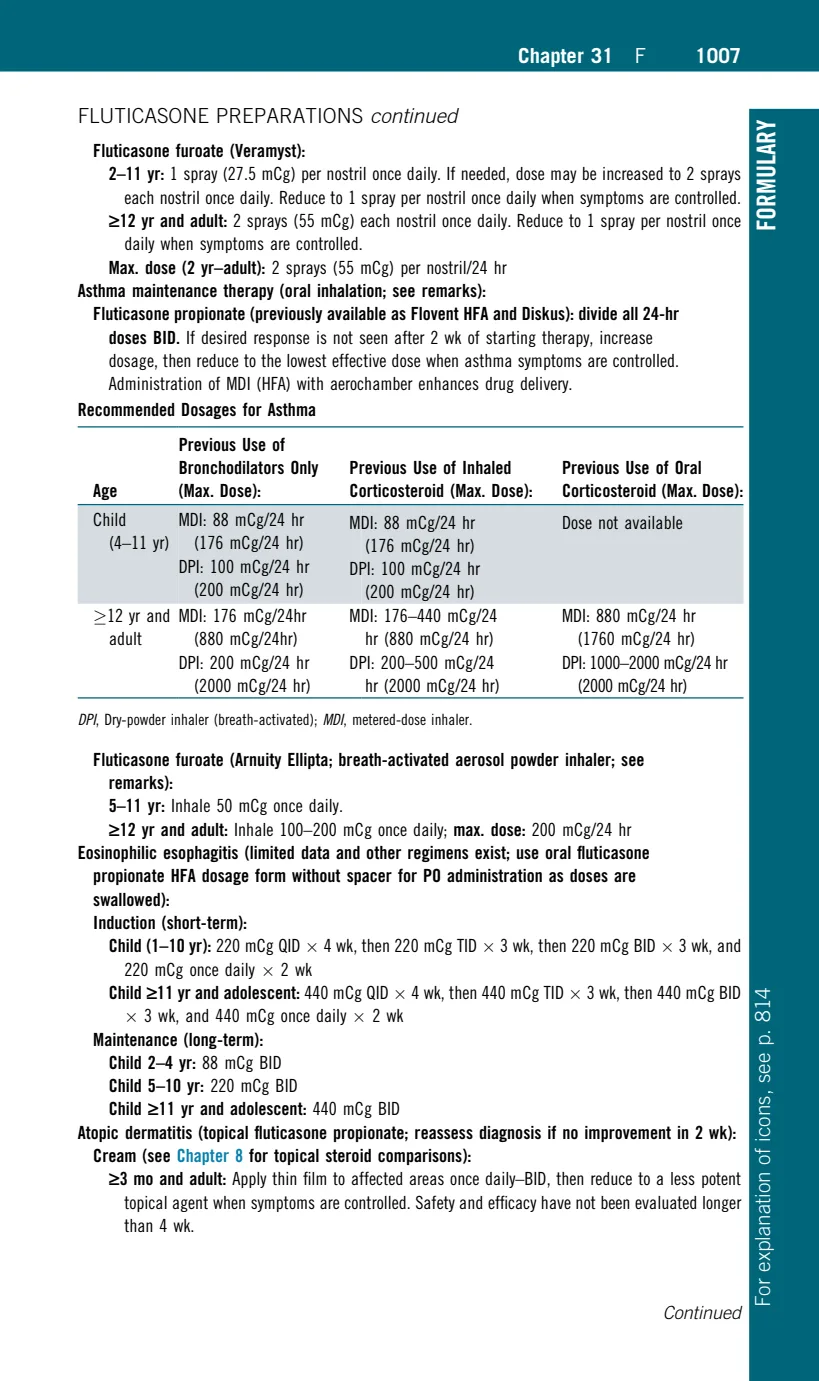 Chapter 31 F 1007
FLUTICASONE PREPARATIONS continued
Fluticasone furoate (Veramyst):
2–11 yr: 1 spray (27.5 mCg) per nostril once daily. If needed, dose may be increased to 2 sprays
each nostril once daily. Reduce to 1 spray per nostril once daily when symptoms are controlled.
≥12 yr and adult: 2 sprays (55 mCg) each nostril once daily. Reduce to 1 spray per nostril once
daily when symptoms are controlled.
Max. dose (2 yr–adult): 2 sprays (55 mCg) per nostril/24 hr
Asthma maintenance therapy (oral inhalation; see remarks):
Fluticasone propionate (previously available as Flovent HFA and Diskus): divide all 24-hr
doses BID. If desired response is not seen after 2 wk of starting therapy, increase
dosage, then reduce to the lowest effective dose when asthma symptoms are controlled.
Administration of MDI (HFA) with aerochamber enhances drug delivery.
Recommended Dosages for Asthma
Age
Previous Use of
Bronchodilators Only
(Max. Dose):
Previous Use of Inhaled
Corticosteroid (Max. Dose):
Previous Use of Oral
Corticosteroid (Max. Dose):
Child
(4–11 yr)
MDI: 88 mCg/24 hr
(176 mCg/24 hr)
DPI: 100 mCg/24 hr
(200 mCg/24 hr)
MDI: 88 mCg/24 hr
(176 mCg/24 hr)
DPI: 100 mCg/24 hr
(200 mCg/24 hr)
Dose not available
≥12 yr and
adult
MDI: 176 mCg/24hr
(880 mCg/24hr)
DPI: 200 mCg/24 hr
(2000 mCg/24 hr)
MDI: 176–440 mCg/24
hr (880 mCg/24 hr)
DPI: 200–500 mCg/24
hr (2000 mCg/24 hr)
MDI: 880 mCg/24 hr
(1760 mCg/24 hr)
DPI: 1000–2000 mCg/24 hr
(2000 mCg/24 hr)
DPI, Dry-powder inhaler (breath-activated); MDI, metered-dose inhaler.
Fluticasone furoate (Arnuity Ellipta; breath-activated aerosol powder inhaler; see
remarks):
5–11 yr: Inhale 50 mCg once daily.
≥12 yr and adult: Inhale 100–200 mCg once daily; max. dose: 200 mCg/24 hr
Eosinophilic esophagitis (limited data and other regimens exist; use oral fluticasone
propionate HFA dosage form without spacer for PO administration as doses are
swallowed):
Induction (short-term):
Child (1–10 yr): 220 mCg QID × 4 wk, then 220 mCg TID × 3 wk, then 220 mCg BID × 3 wk, and
220 mCg once daily × 2 wk
Child ≥11 yr and adolescent: 440 mCg QID × 4 wk, then 440 mCg TID × 3 wk, then 440 mCg BID
× 3 wk, and 440 mCg once daily × 2 wk
Maintenance (long-term):
Child 2–4 yr: 88 mCg BID
Child 5–10 yr: 220 mCg BID
Child ≥11 yr and adolescent: 440 mCg BID
Atopic dermatitis (topical fluticasone propionate; reassess diagnosis if no improvement in 2 wk):
Cream (see Chapter 8 for topical steroid comparisons):
≥3 mo and adult: Apply thin film to affected areas once daily–BID, then reduce to a less potent
topical agent when symptoms are controlled. Safety and efficacy have not been evaluated longer
than 4 wk.
Continued
FORMULARY
For explanation of icons, see p. 814